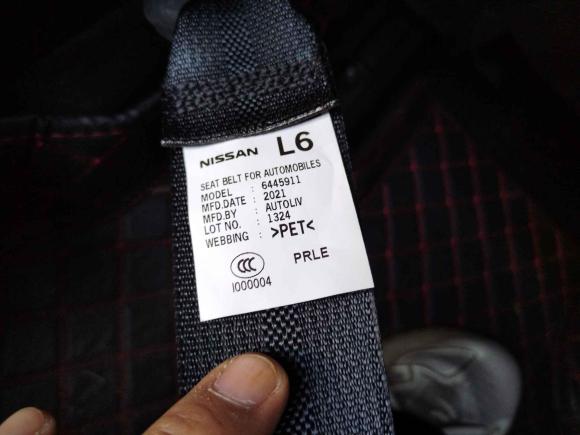 NISSAN L6
SEAT BELT FOR AUTOMOBILES
MODEL : 6445911
MFD.DATE : 2021
MFD.BY : AUTOLIV
LOT NO. : 1324
WEBBING : >PET<
CCC PRLE
I000004